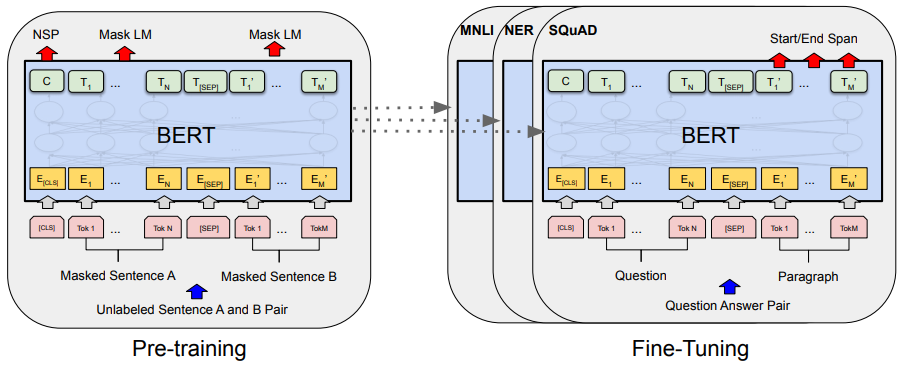 NSP Mask LM Mask LM
C T1 ... TN T[SEP] T1' ... TM'
BERT
E[CLS] E1 ... EN E[SEP] E1' ... EM'
[CLS] Tok 1 ... Tok N [SEP] Tok 1 ... TokM
Masked Sentence A Masked Sentence B
Unlabeled Sentence A and B Pair
Pre-training
MNLI NER SQuAD
Start/End Span
C T1 ... TN T[SEP] T1' ... TM'
BERT
E[CLS] E1 ... EN E[SEP] E1' ... EM'
[CLS] Tok 1 ... Tok N [SEP] Tok 1 ... TokM
Question Paragraph
Question Answer Pair
Fine-Tuning